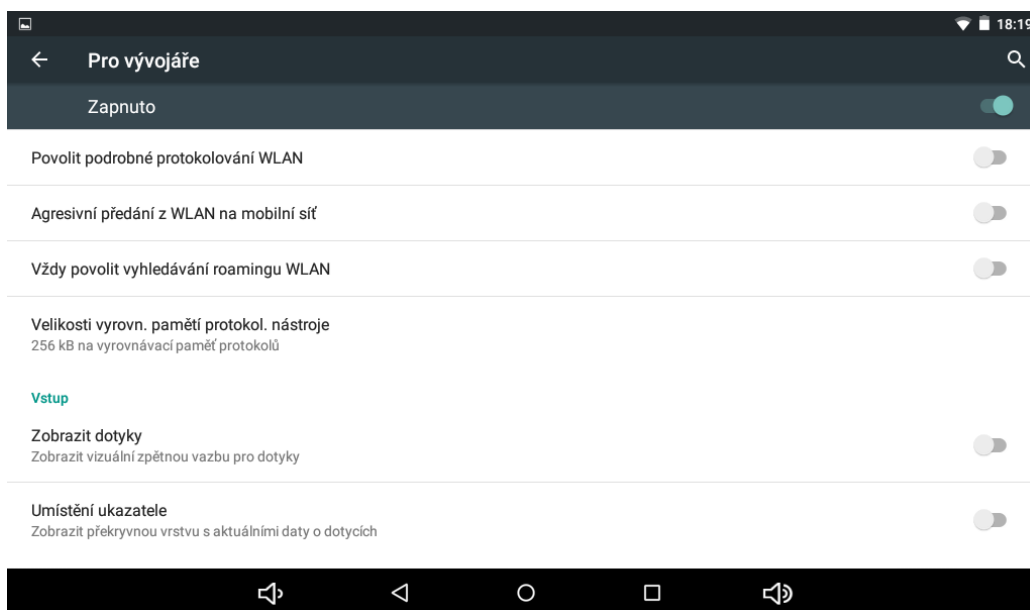 18:19
Pro vývojáře
Zapnuto
Povolit podrobné protokolování WLAN
Agresivní předání z WLAN na mobilní síť
Vždy povolit vyhledávání roamingu WLAN
Velikosti vyrovn. pamětí protokol. nástroje
256 kB na vyrovnávací paměť protokolů
Vstup
Zobrazit dotyky
Zobrazit vizuální zpětnou vazbu pro dotyky
Umístění ukazatele
Zobrazit překryvnou vrstvu s aktuálními daty o dotycích